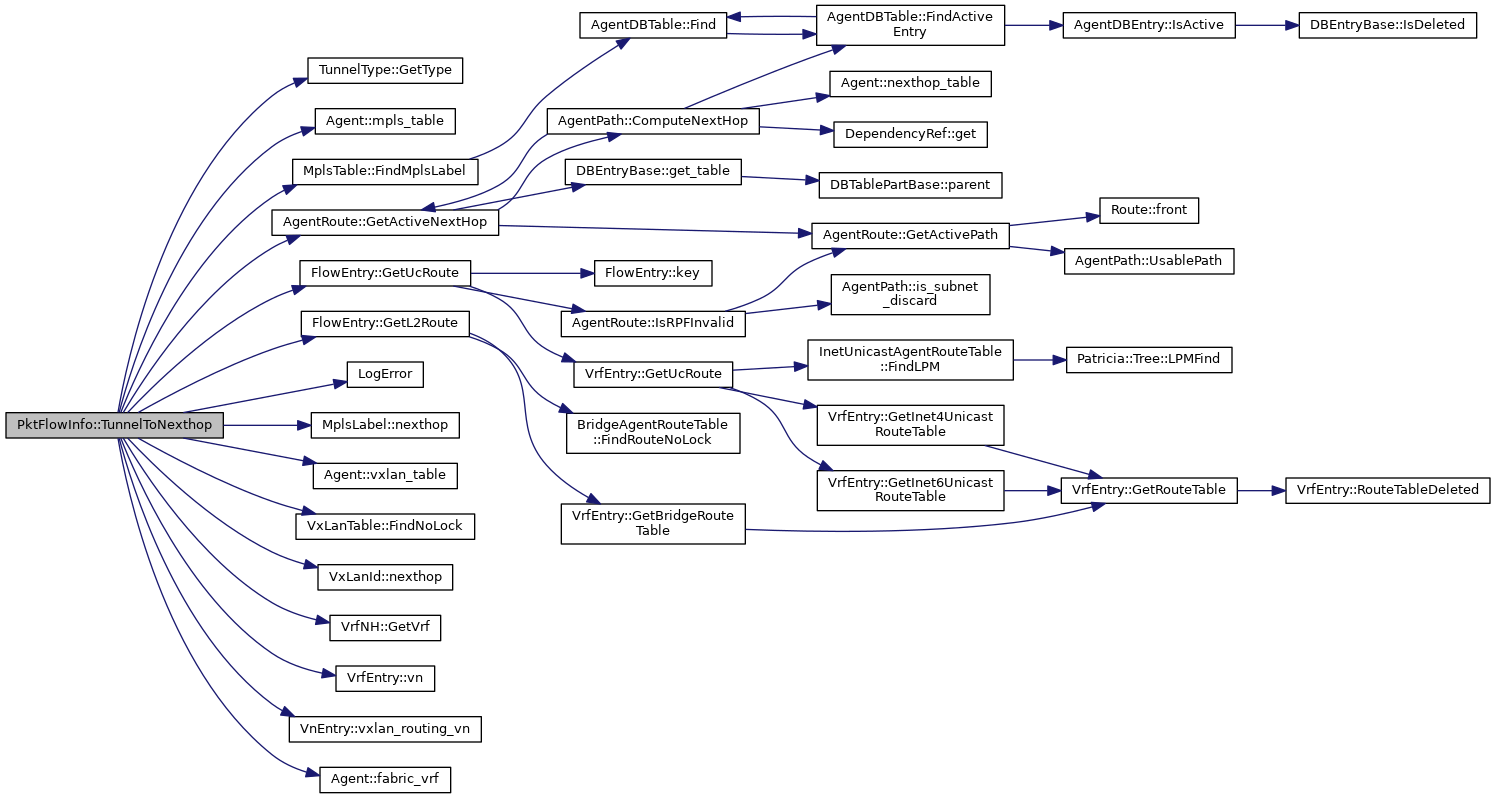 PktFlowInfo::TunnelToNexthop
TunnelType::GetType
Agent::mpls_table
MplsTable::FindMplsLabel
AgentRoute::GetActiveNextHop
FlowEntry::GetUcRoute
FlowEntry::GetL2Route
LogError
MplsLabel::nexthop
Agent::vxlan_table
VxLanTable::FindNoLock
VxLanId::nexthop
VrfNH::GetVrf
VrfEntry::vn
VnEntry::vxlan_routing_vn
Agent::fabric_vrf
AgentDBTable::Find
AgentPath::ComputeNextHop
DBEntryBase::get_table
FlowEntry::key
AgentRoute::IsRPFInvalid
VrfEntry::GetUcRoute
BridgeAgentRouteTable
::FindRouteNoLock
VrfEntry::GetBridgeRoute
Table
AgentDBTable::FindActive
Entry
Agent::nexthop_table
DependencyRef::get
DBTablePartBase::parent
AgentRoute::GetActivePath
AgentPath::is_subnet
_discard
InetUnicastAgentRouteTable
::FindLPM
VrfEntry::GetInet4Unicast
RouteTable
VrfEntry::GetInet6Unicast
RouteTable
AgentDBEntry::IsActive
Route::front
AgentPath::UsablePath
Patricia::Tree::LPMFind
VrfEntry::GetRouteTable
DBEntryBase::IsDeleted
VrfEntry::RouteTableDeleted